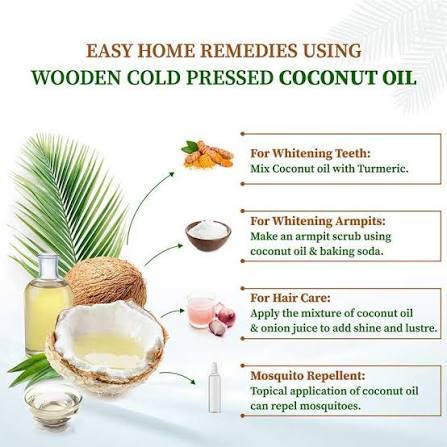 EASY HOME REMEDIES USING
WOODEN COLD PRESSED COCONUT OIL
For Whitening Teeth:
Mix Coconut oil with Turmeric.
For Whitening Armpits:
Make an armpit scrub using
coconut oil & baking soda.
For Hair Care:
Apply the mixture of coconut oil
& onion juice to add shine and lustre.
Mosquito Repellent:
Topical application of coconut oil
can repel mosquitoes.